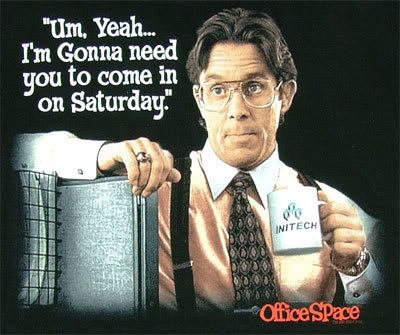 "Um, Yeah...
I'm Gonna need
you to come in
on Saturday."
INITECH
OfficeSpace